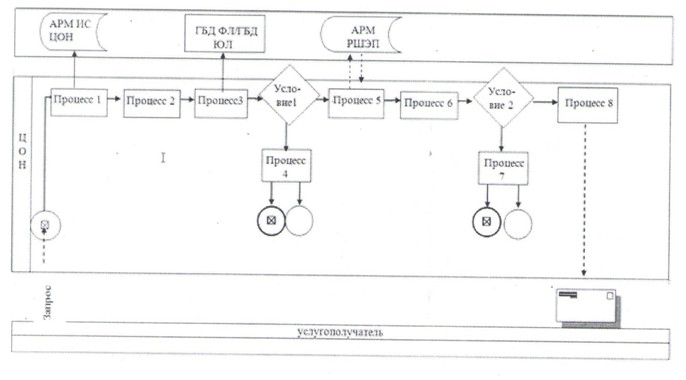 АРМ ИС
ЦОН
ГБД ФЛ/ГБД
ЮЛ
АРМ
РШЭП
Ц
О
Н
Процесс 1
Процесс 2
Процесс3
Усло-
вие1
Процесс 5
Процесс 6
Усло-
вие 2
Процесс 8
Процесс
4
Процесс
7
Запрос
услугополучатель